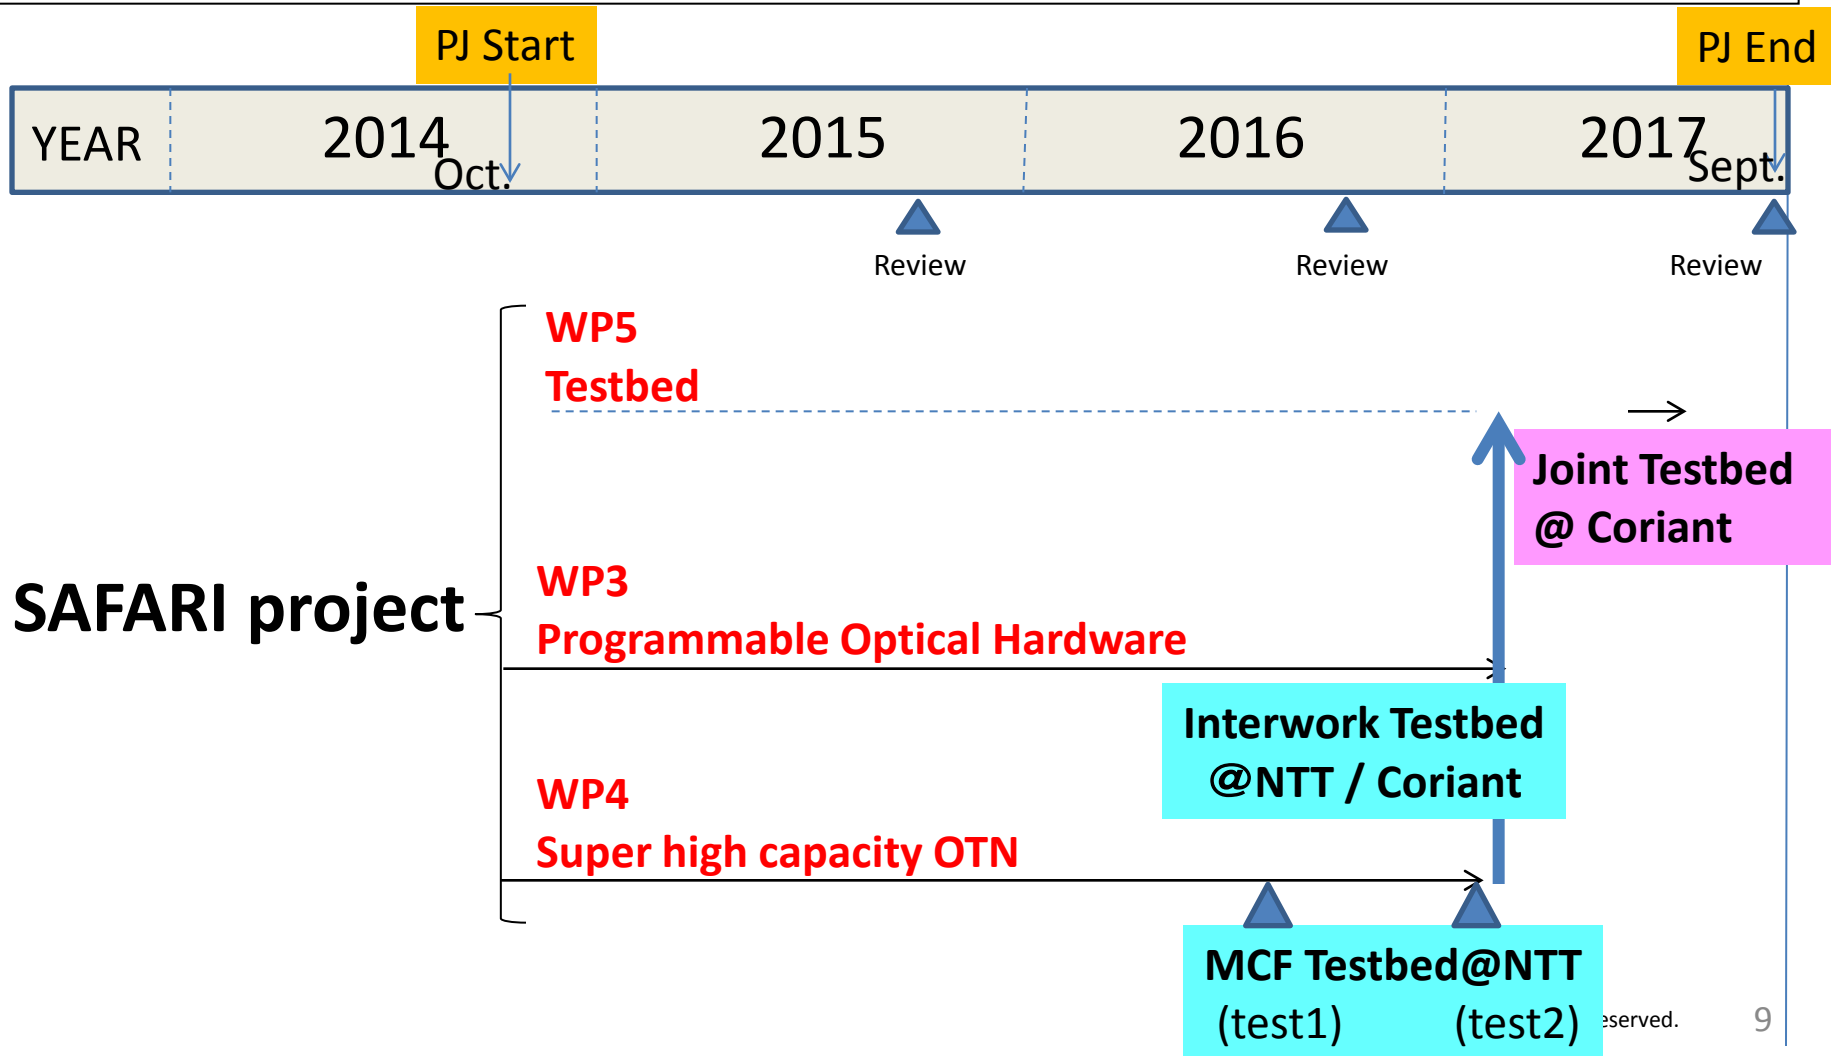 PJ Start
PJ End
YEAR
2014
2015
2016
2017
Oct.
Sept.
Review
Review
Review
WP5
Testbed
Joint Testbed
@ Coriant
WP3
Programmable Optical Hardware
SAFARI project
Interwork Testbed
@NTT / Coriant
WP4
Super high capacity OTN
MCF Testbed@NTT
(test1) (test2)
eserved.
9